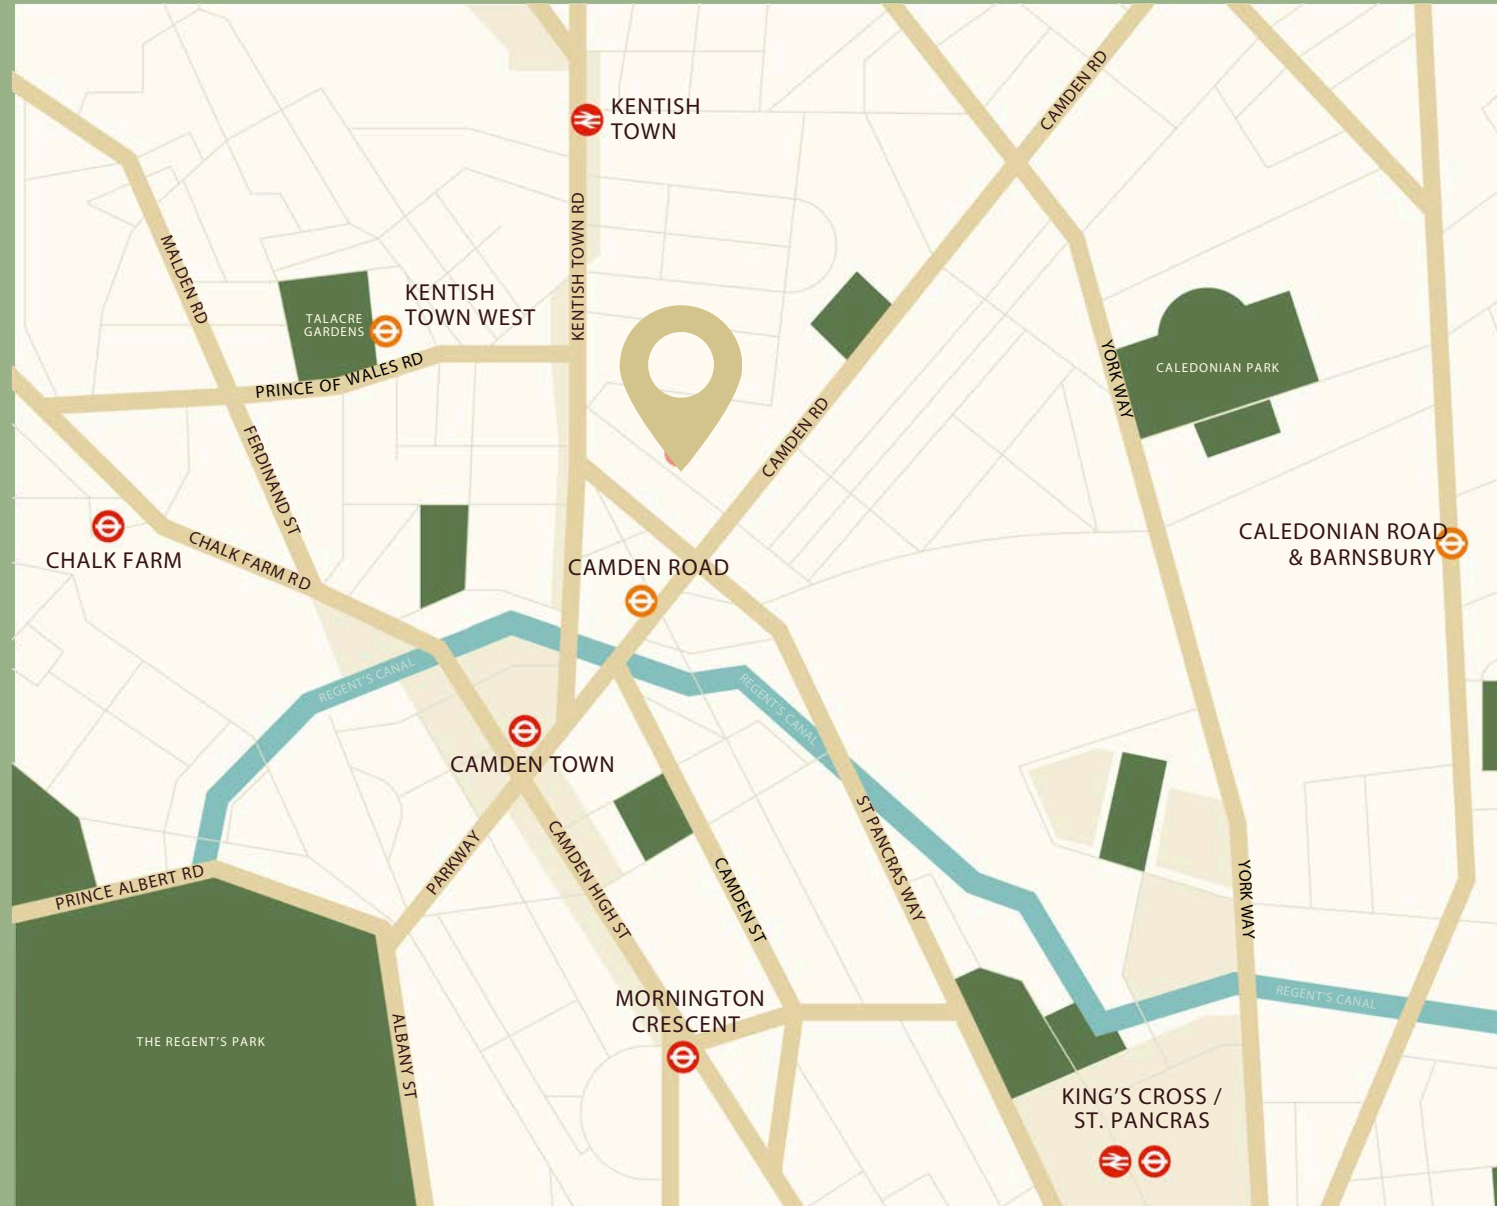 CAMDEN RD
KENTISH
TOWN
KENTISH TOWN RD
MALDEN RD
KENTISH
TOWN WEST
TALACRE
GARDENS
PRINCE OF WALES RD
YORK WAY
CALEDONIAN PARK
CAMDEN RD
FERDINAND ST
CHALK FARM
CHALK FARM RD
CAMDEN ROAD
CALEDONIAN ROAD
& BARNSBURY
REGENT'S CANAL
REGENT'S CANAL
CAMDEN TOWN
ST PANCRAS WAY
PARKWAY
CAMDEN HIGH ST
CAMDEN ST
PRINCE ALBERT RD
YORK WAY
REGENT'S CANAL
MORNINGTON
CRESCENT
THE REGENT'S PARK
ALBANY ST
KING'S CROSS /
ST. PANCRAS